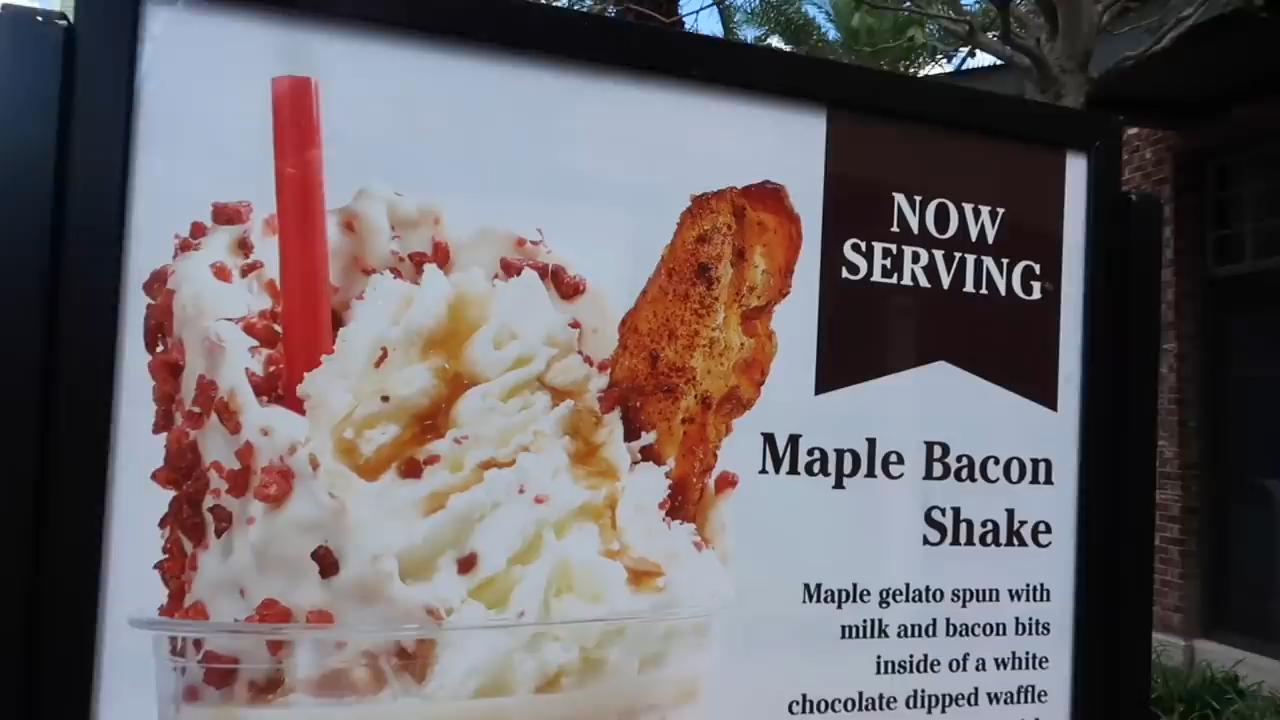 NOW
SERVING
Maple Bacon
Shake
Maple gelato spun with
milk and bacon bits
inside of a white
chocolate dipped waffle